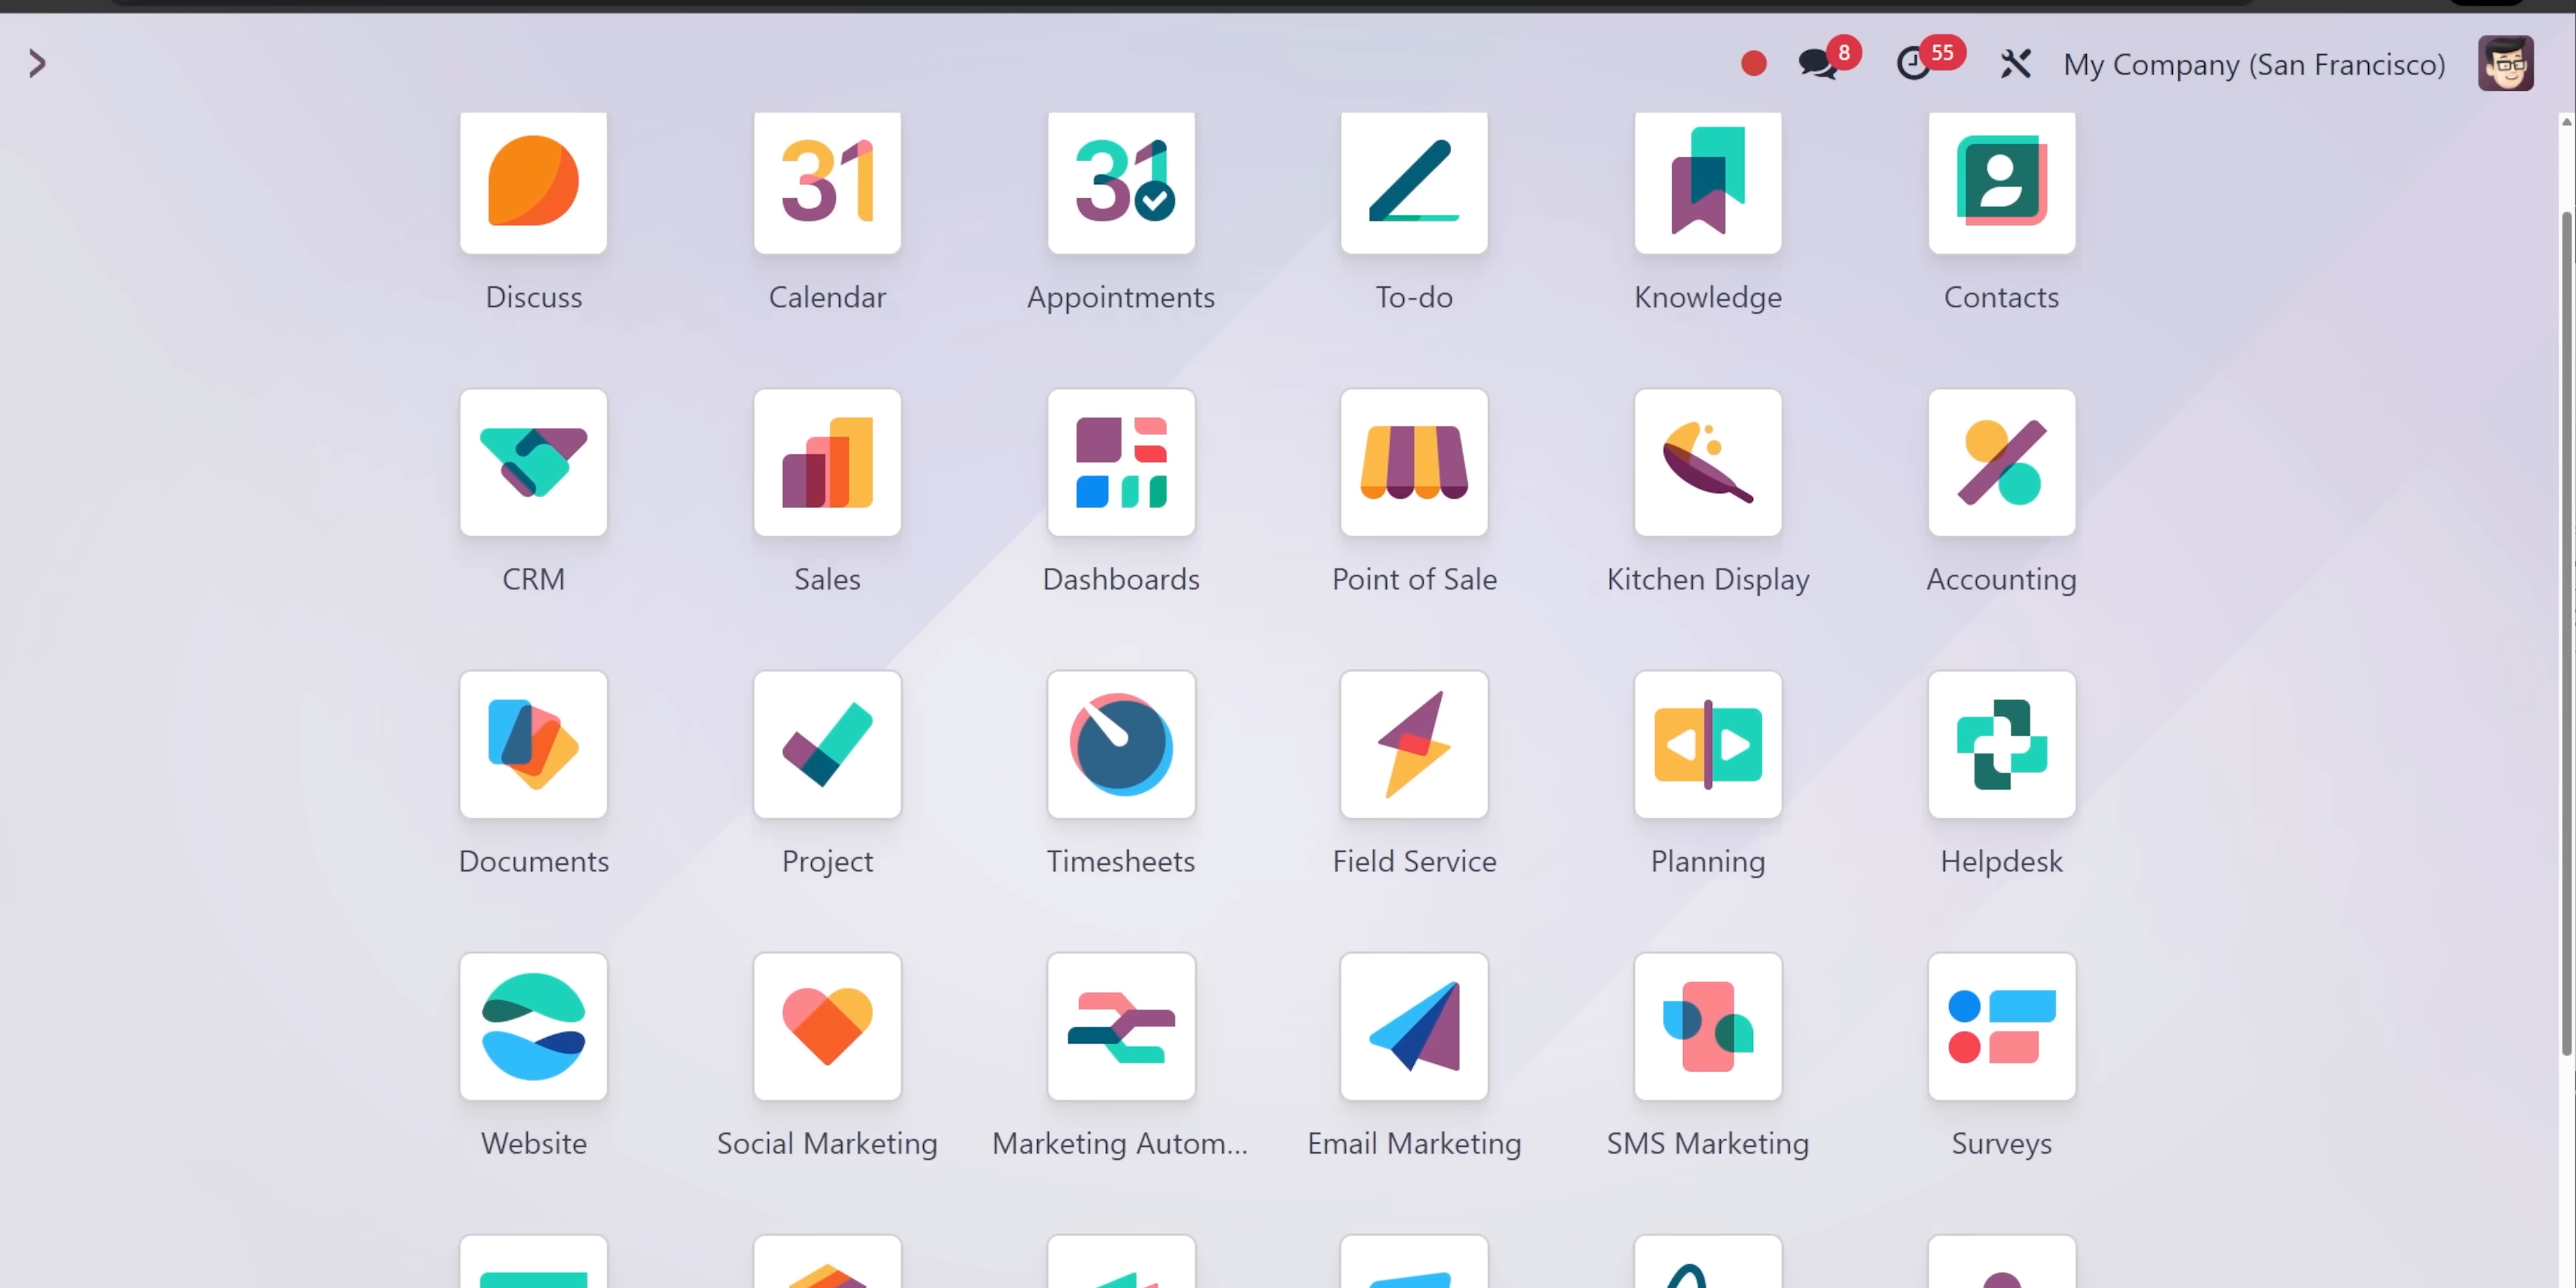 8
55
My Company (San Francisco)
31
31
Discuss
Calendar
Appointments
To-do
Knowledge
Contacts
CRM
Sales
Dashboards
Point of Sale
Kitchen Display
Accounting
Documents
Project
Timesheets
Field Service
Planning
Helpdesk
Website
Social Marketing
Marketing Autom...
Email Marketing
SMS Marketing
Surveys